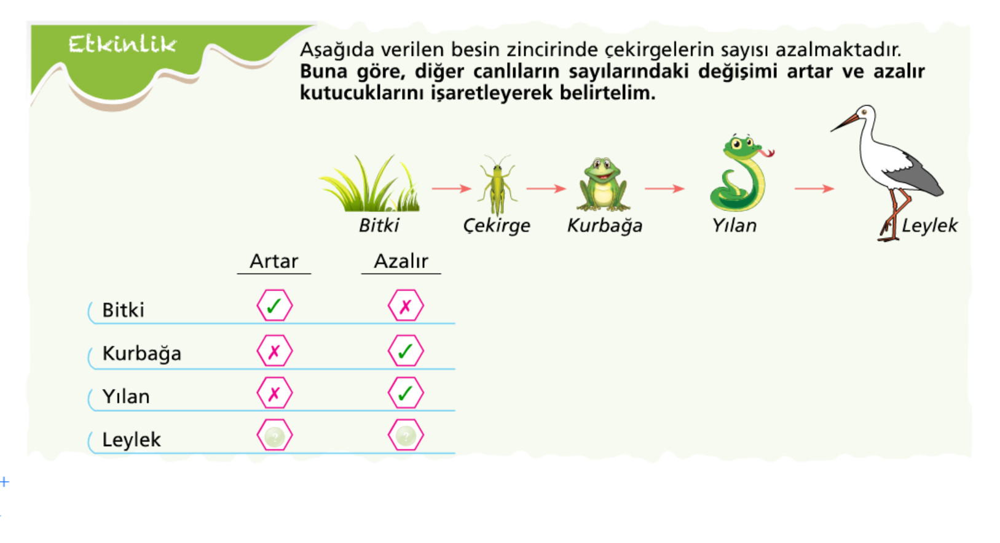 Etkinlik
Aşağıda verilen besin zincirinde çekirgelerin sayısı azalmaktadır.
Buna göre, diğer canlıların sayılarındaki değişimi artar ve azalır
kutucuklarını işaretleyerek belirtelim.
Bitki Çekirge Kurbağa Yılan Leylek
Artar Azalır
Bitki ✓ ✗
Kurbağa ✗ ✓
Yılan ✗ ✓
Leylek ? ?